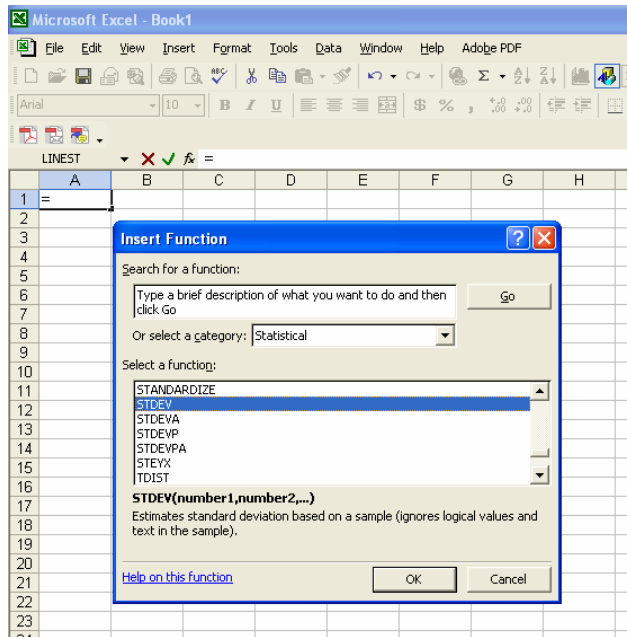 Microsoft Excel - Book1
File Edit View Insert Format Tools Data Window Help Adobe PDF
ABC Σ A Z Z A
Arial 10 B I U $ % , .0 .00 .00 .0
LINEST fx =
A B C D E F G H
1 =
2
3
4
5
6
7
8
9
10
11
12
13
14
15
16
17
18
19
20
21
22
23
Insert Function ?
Search for a function:
Type a brief description of what you want to do and then
click Go
Go
Or select a category: Statistical
Select a function:
STANDARDIZE
STDEV
STDEVA
STDEVP
STDEVPA
STEYX
TDIST
STDEV(number1,number2,...)
Estimates standard deviation based on a sample (ignores logical values and
text in the sample).
Help on this function OK Cancel